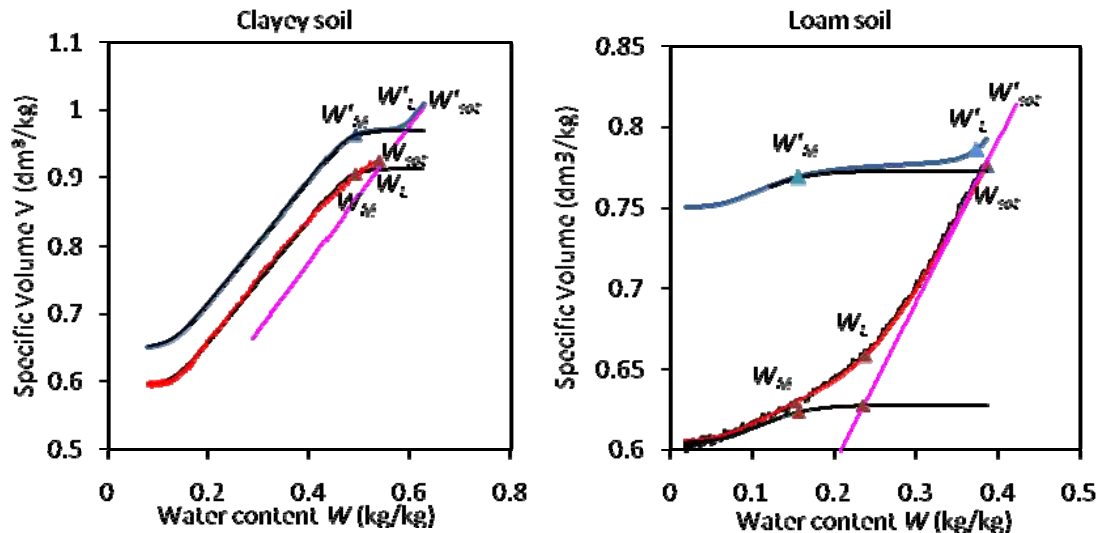 Clayey soil
1.1
1
0.9
0.8
0.7
0.6
0.5
0
0.2
0.4
0.6
0.8
Specific Volume V (dm³/kg)
Water content W (kg/kg)
W'M
W'L
W'sat
Wsat
WL
WM
Loam soil
0.85
0.8
0.75
0.7
0.65
0.6
0
0.1
0.2
0.3
0.4
0.5
Specific Volume (dm3/kg)
Water content W (kg/kg)
W'sat
W'L
W'M
Wsat
WL
WM